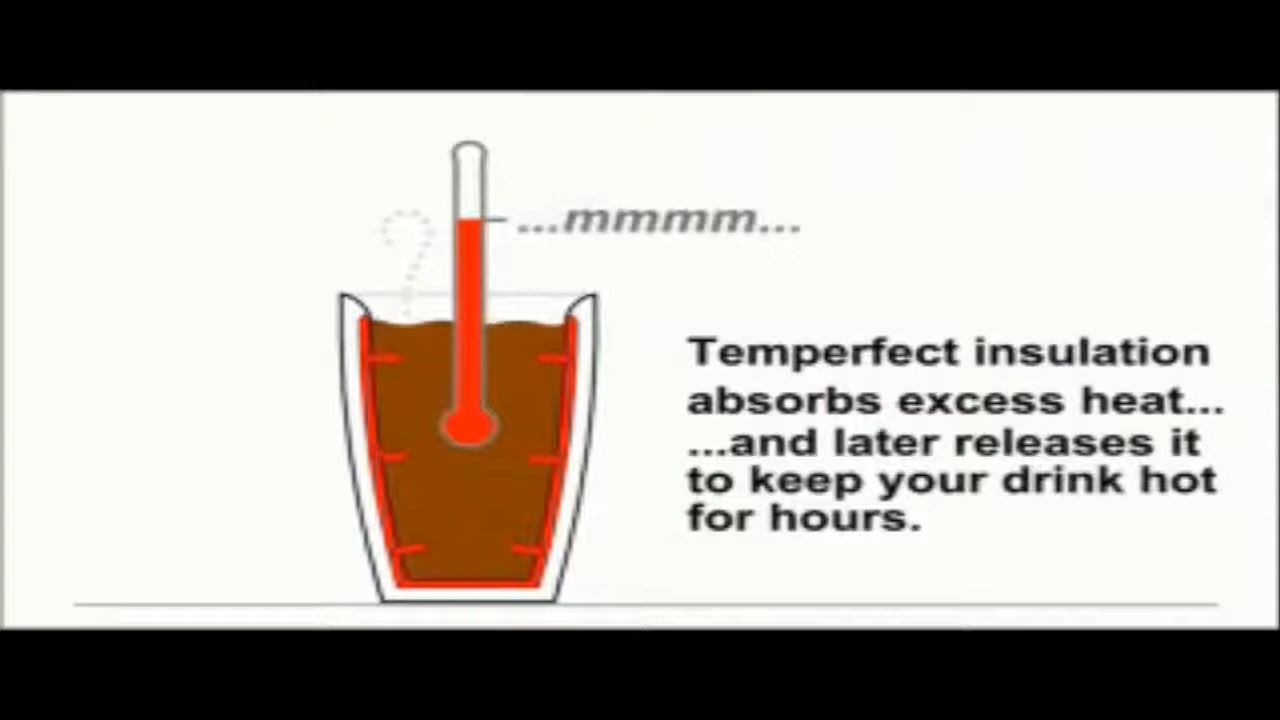 ...mmmm...
Temperfect insulation
absorbs excess heat...
...and later releases it
to keep your drink hot
for hours.